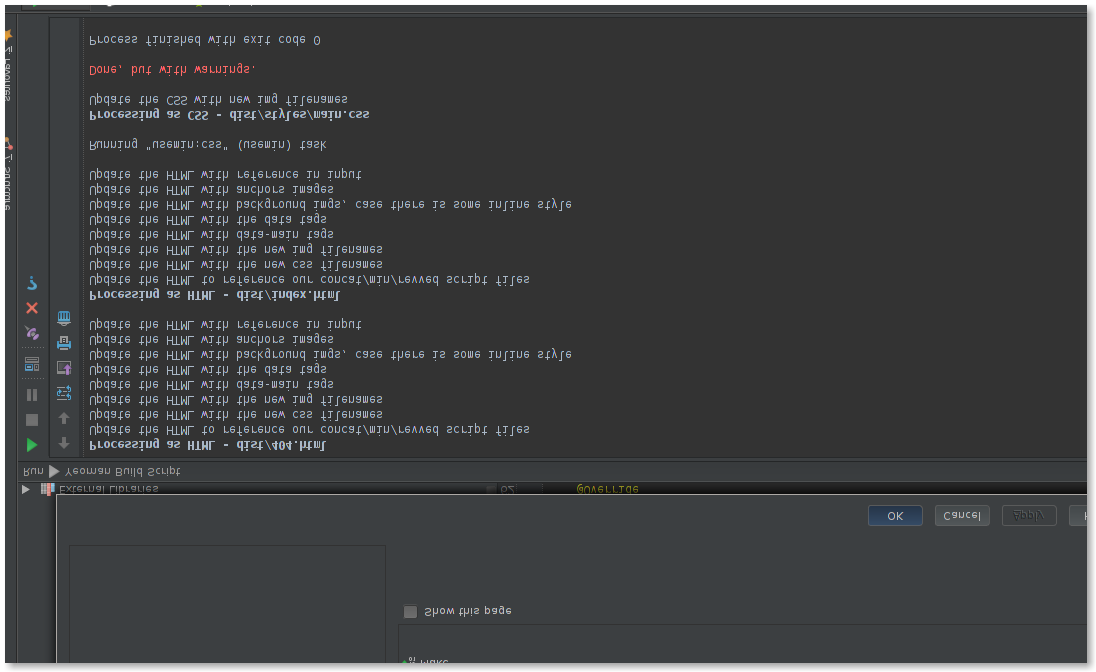 Make
Show this page
OK Cancel Apply
External Libraries 62 @Override
Run Yeoman Build Script
Processing as HTML - dist/404.html
Update the HTML to reference our concat/min/revved script files
Update the HTML with the new css filenames
Update the HTML with the new img filenames
Update the HTML with data-main tags
Update the HTML with the data tags
Update the HTML with background imgs, case there is some inline style
Update the HTML with anchors images
Update the HTML with reference in input
Processing as HTML - dist/index.html
Update the HTML to reference our concat/min/revved script files
Update the HTML with the new css filenames
Update the HTML with the new img filenames
Update the HTML with data-main tags
Update the HTML with the data tags
Update the HTML with background imgs, case there is some inline style
Update the HTML with anchors images
Update the HTML with reference in input
Running "usemin:css" (usemin) task
Processing as CSS - dist/styles/main.css
Update the CSS with new img filenames
Done, but with warnings.
Process finished with exit code 0